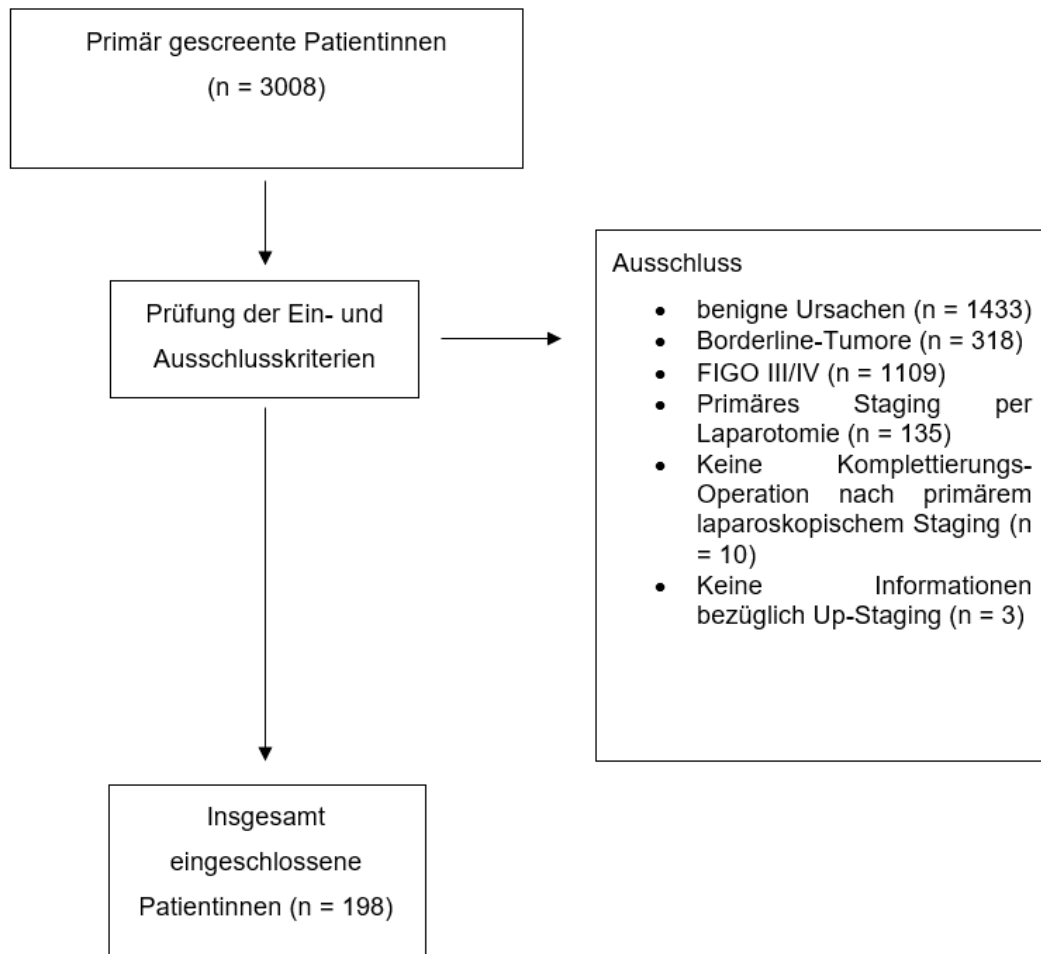 Primär gescreente Patientinnen
(n = 3008)
Prüfung der Ein- und
Ausschlusskriterien
Ausschluss
• benigne Ursachen (n = 1433)
• Borderline-Tumore (n = 318)
• FIGO III/IV (n = 1109)
• Primäres Staging per
Laparotomie (n = 135)
• Keine Komplettierungs-
Operation nach primärem
laparoskopischem Staging (n
= 10)
• Keine Informationen
bezüglich Up-Staging (n = 3)
Insgesamt
eingeschlossene
Patientinnen (n = 198)